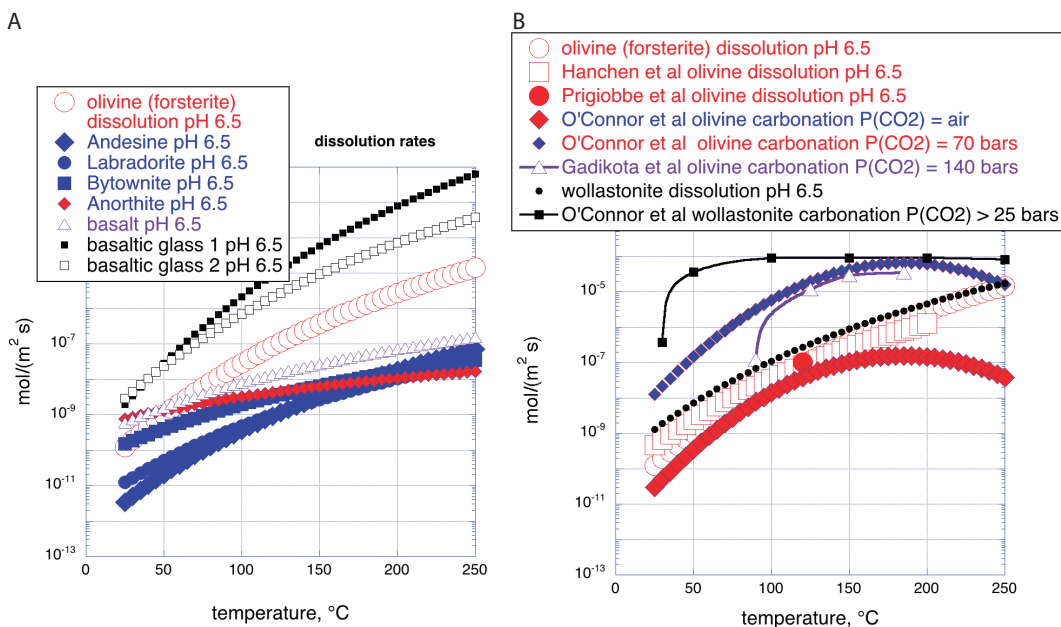 A
olivine (forsterite)
dissolution pH 6.5
Andesine pH 6.5
Labradorite pH 6.5
Bytownite pH 6.5
Anorthite pH 6.5
basalt pH 6.5
basaltic glass 1 pH 6.5
basaltic glass 2 pH 6.5
dissolution rates
mol/(m² s)
10⁻⁷
10⁻⁹
10⁻¹¹
10⁻¹³
0
50
100
150
200
250
temperature, °C
B
olivine (forsterite) dissolution pH 6.5
Hanchen et al olivine dissolution pH 6.5
Prigiobbe et al olivine dissolution pH 6.5
O'Connor et al olivine carbonation P(CO2) = air
O'Connor et al olivine carbonation P(CO2) = 70 bars
Gadikota et al olivine carbonation P(CO2) = 140 bars
wollastonite dissolution pH 6.5
O'Connor et al wollastonite carbonation P(CO2) > 25 bars
mol/(m² s)
10⁻⁵
10⁻⁷
10⁻⁹
10⁻¹¹
10⁻¹³
0
50
100
150
200
250
temperature, °C